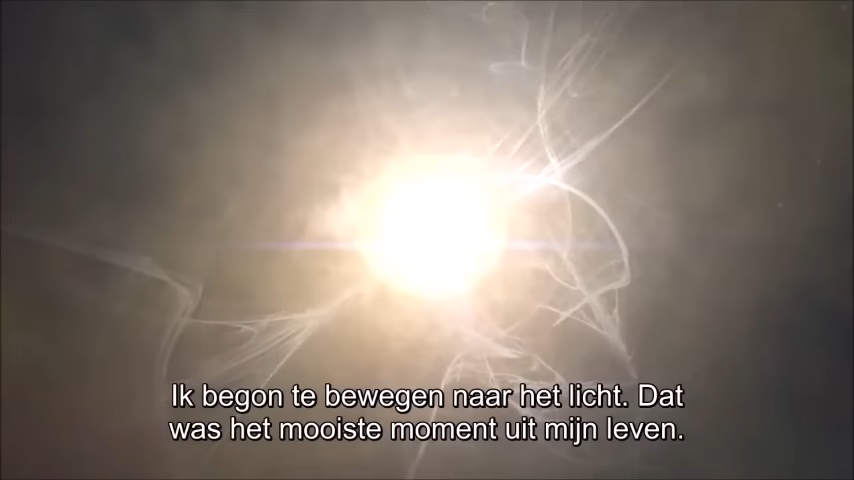 Ik begon te bewegen naar het licht. Dat
was het mooiste moment uit mijn leven.